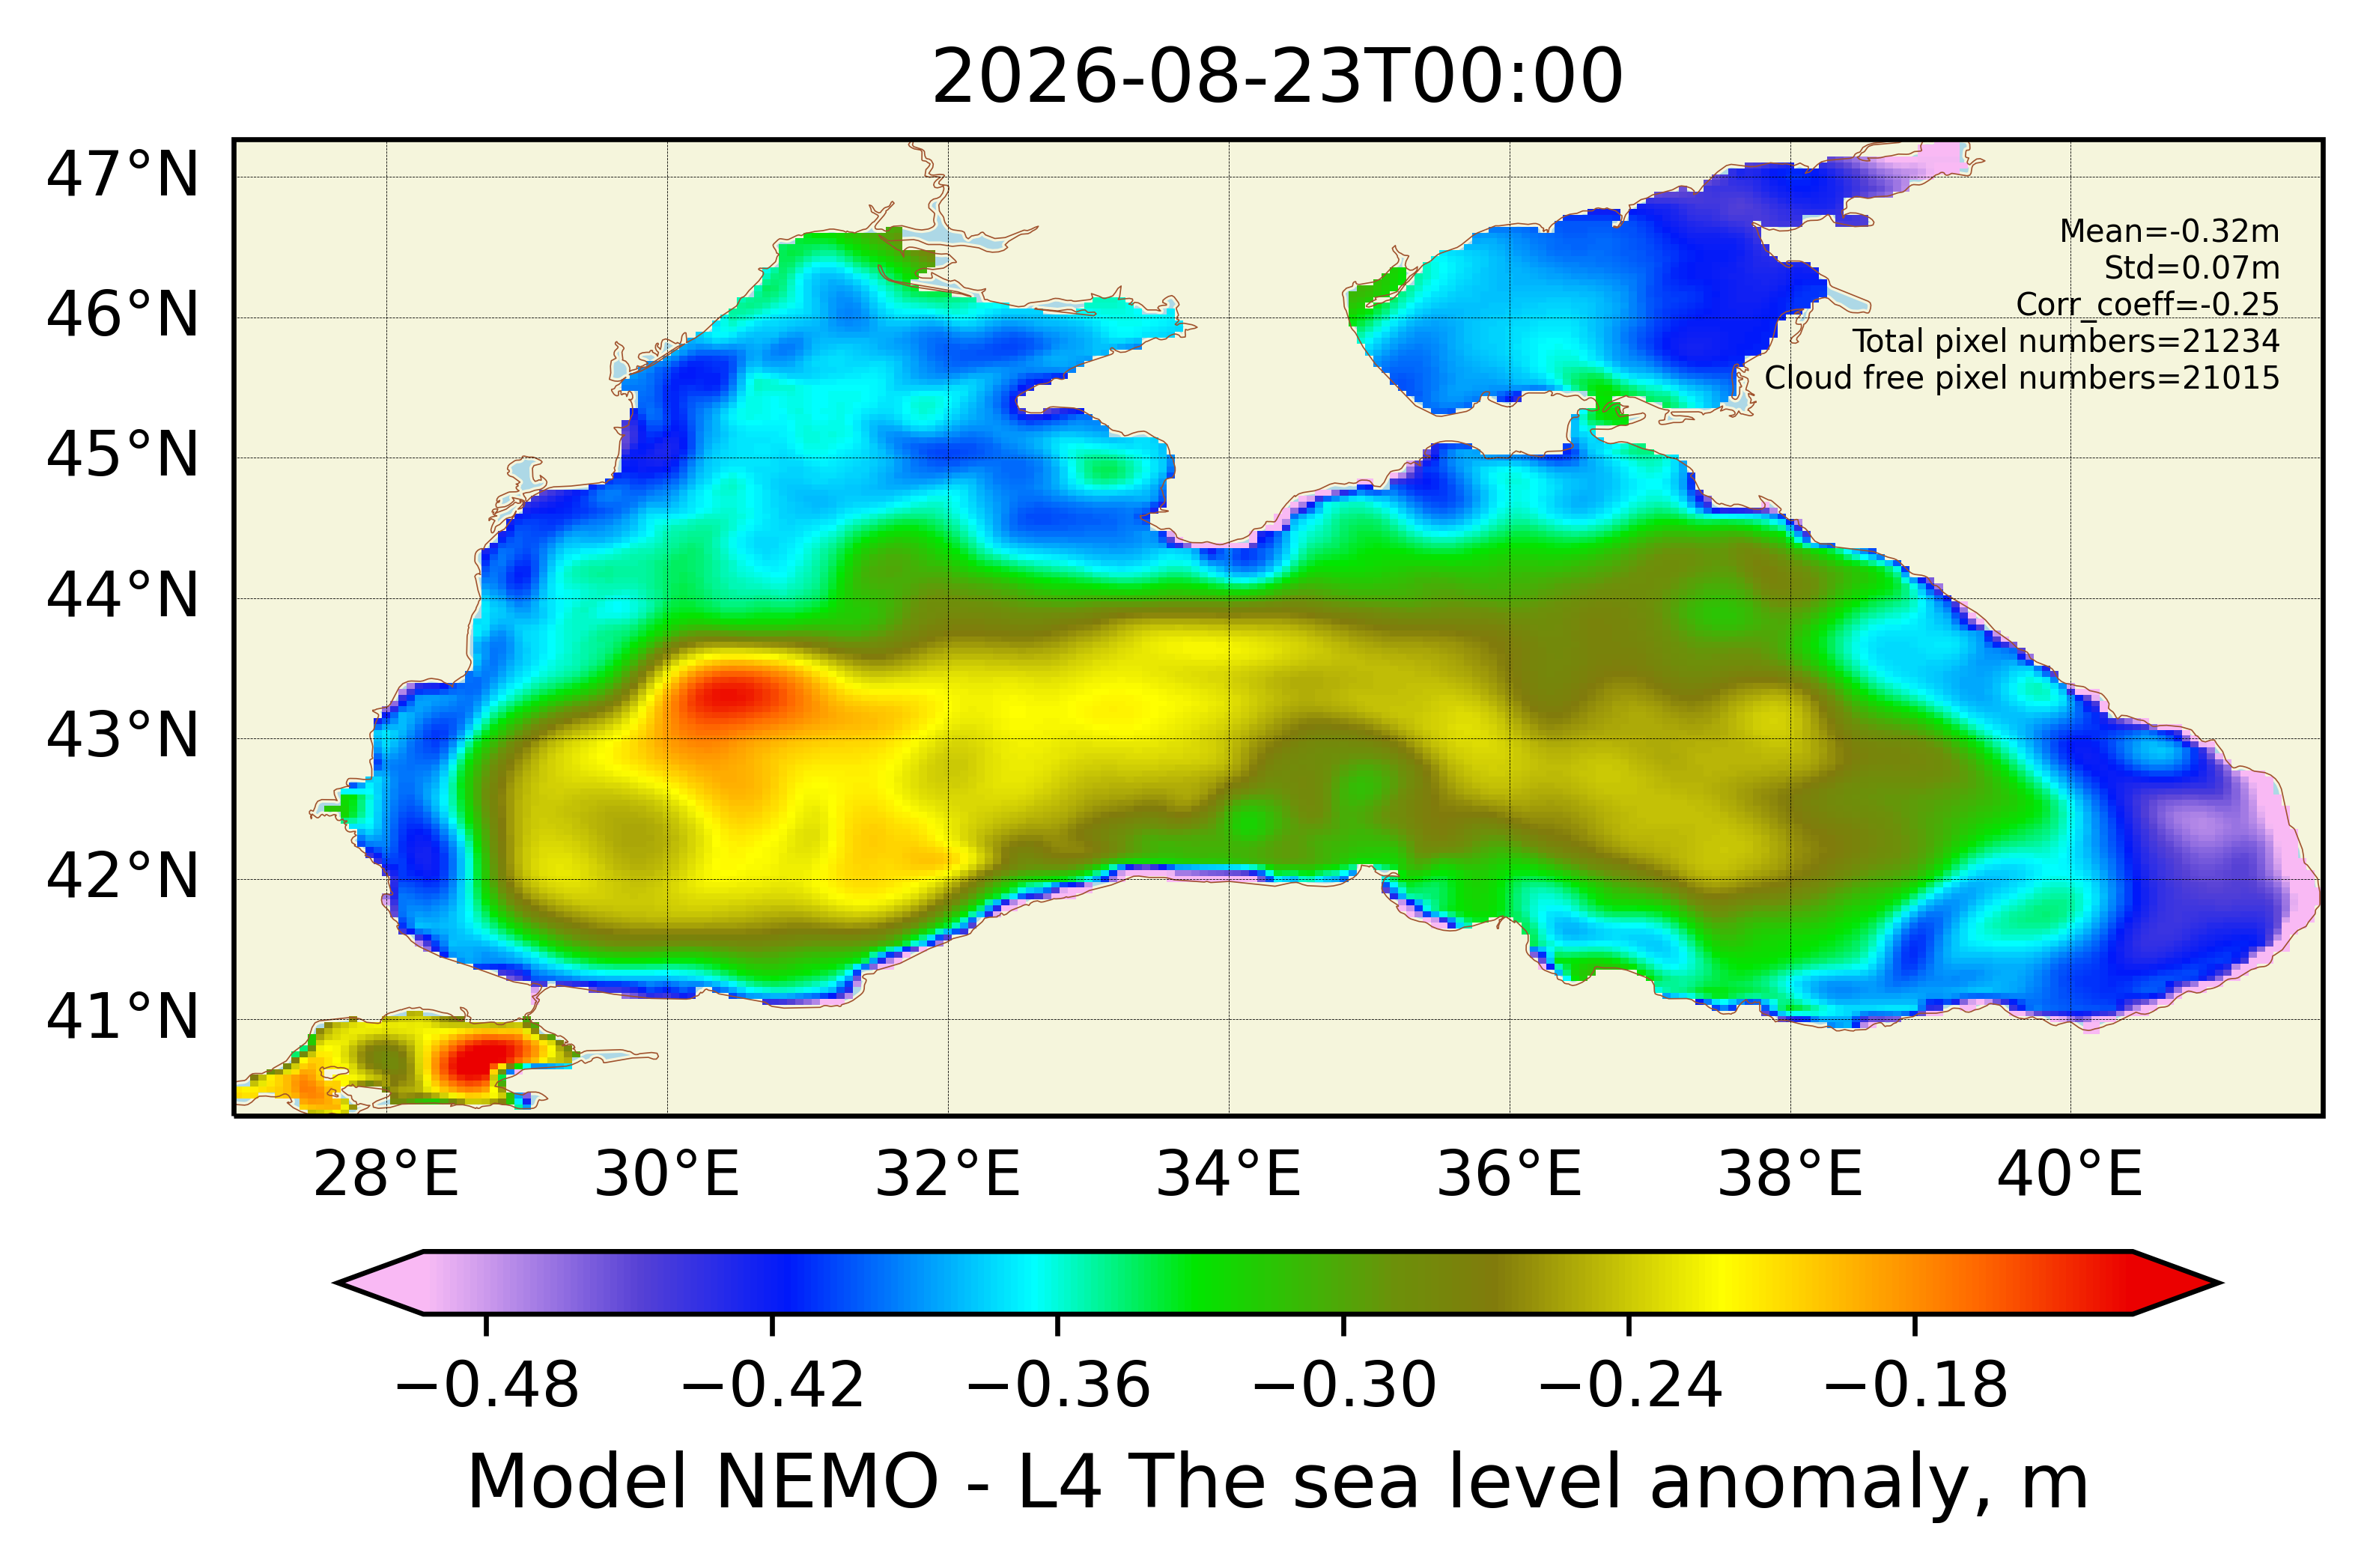 2026-08-23T00:00
47°N
46°N
45°N
44°N
43°N
42°N
41°N
Mean=-0.32m
Std=0.07m
Corr_coeff=-0.25
Total pixel numbers=21234
Cloud free pixel numbers=21015
28°E 30°E 32°E 34°E 36°E 38°E 40°E
−0.48 −0.42 −0.36 −0.30 −0.24 −0.18
Model NEMO - L4 The sea level anomaly, m